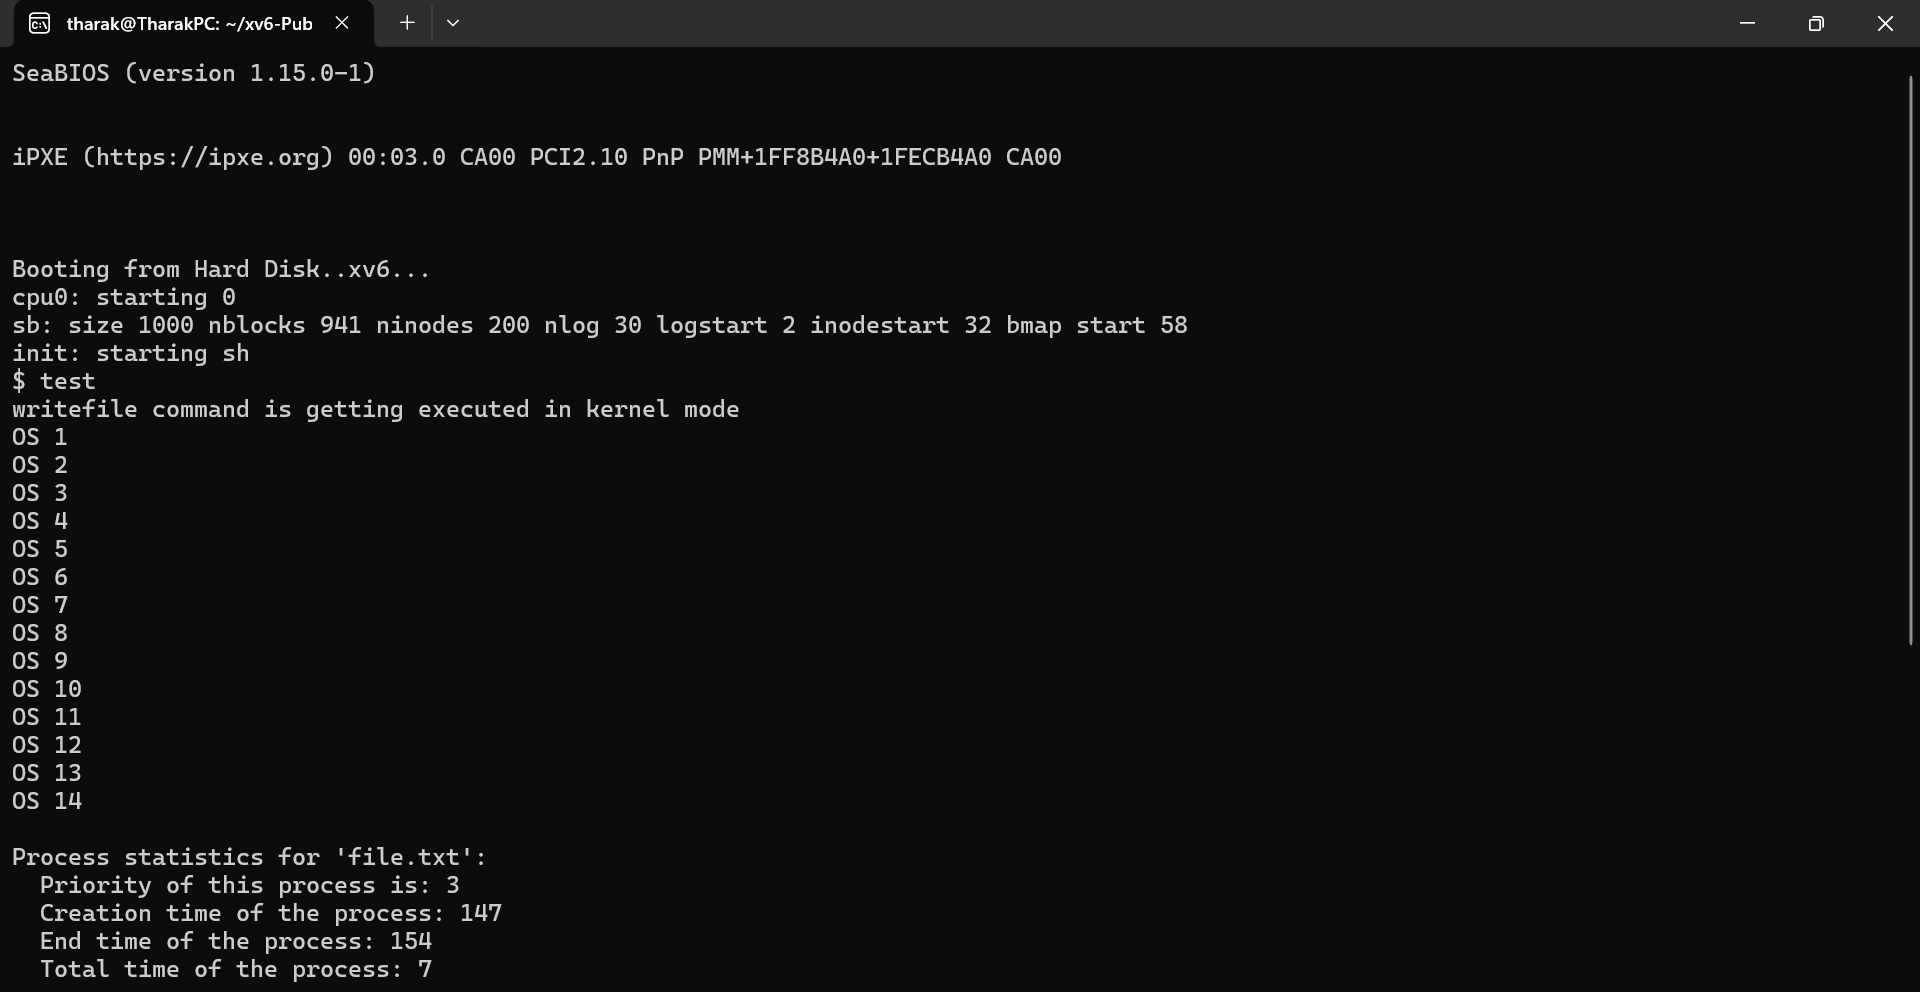 tharak@TharakPC: ~/xv6-Pub
SeaBIOS (version 1.15.0-1)
iPXE (https://ipxe.org) 00:03.0 CA00 PCI2.10 PnP PMM+1FF8B4A0+1FECB4A0 CA00
Booting from Hard Disk..xv6...
cpu0: starting 0
sb: size 1000 nblocks 941 ninodes 200 nlog 30 logstart 2 inodestart 32 bmap start 58
init: starting sh
$ test
writefile command is getting executed in kernel mode
OS 1
OS 2
OS 3
OS 4
OS 5
OS 6
OS 7
OS 8
OS 9
OS 10
OS 11
OS 12
OS 13
OS 14
Process statistics for 'file.txt':
Priority of this process is: 3
Creation time of the process: 147
End time of the process: 154
Total time of the process: 7